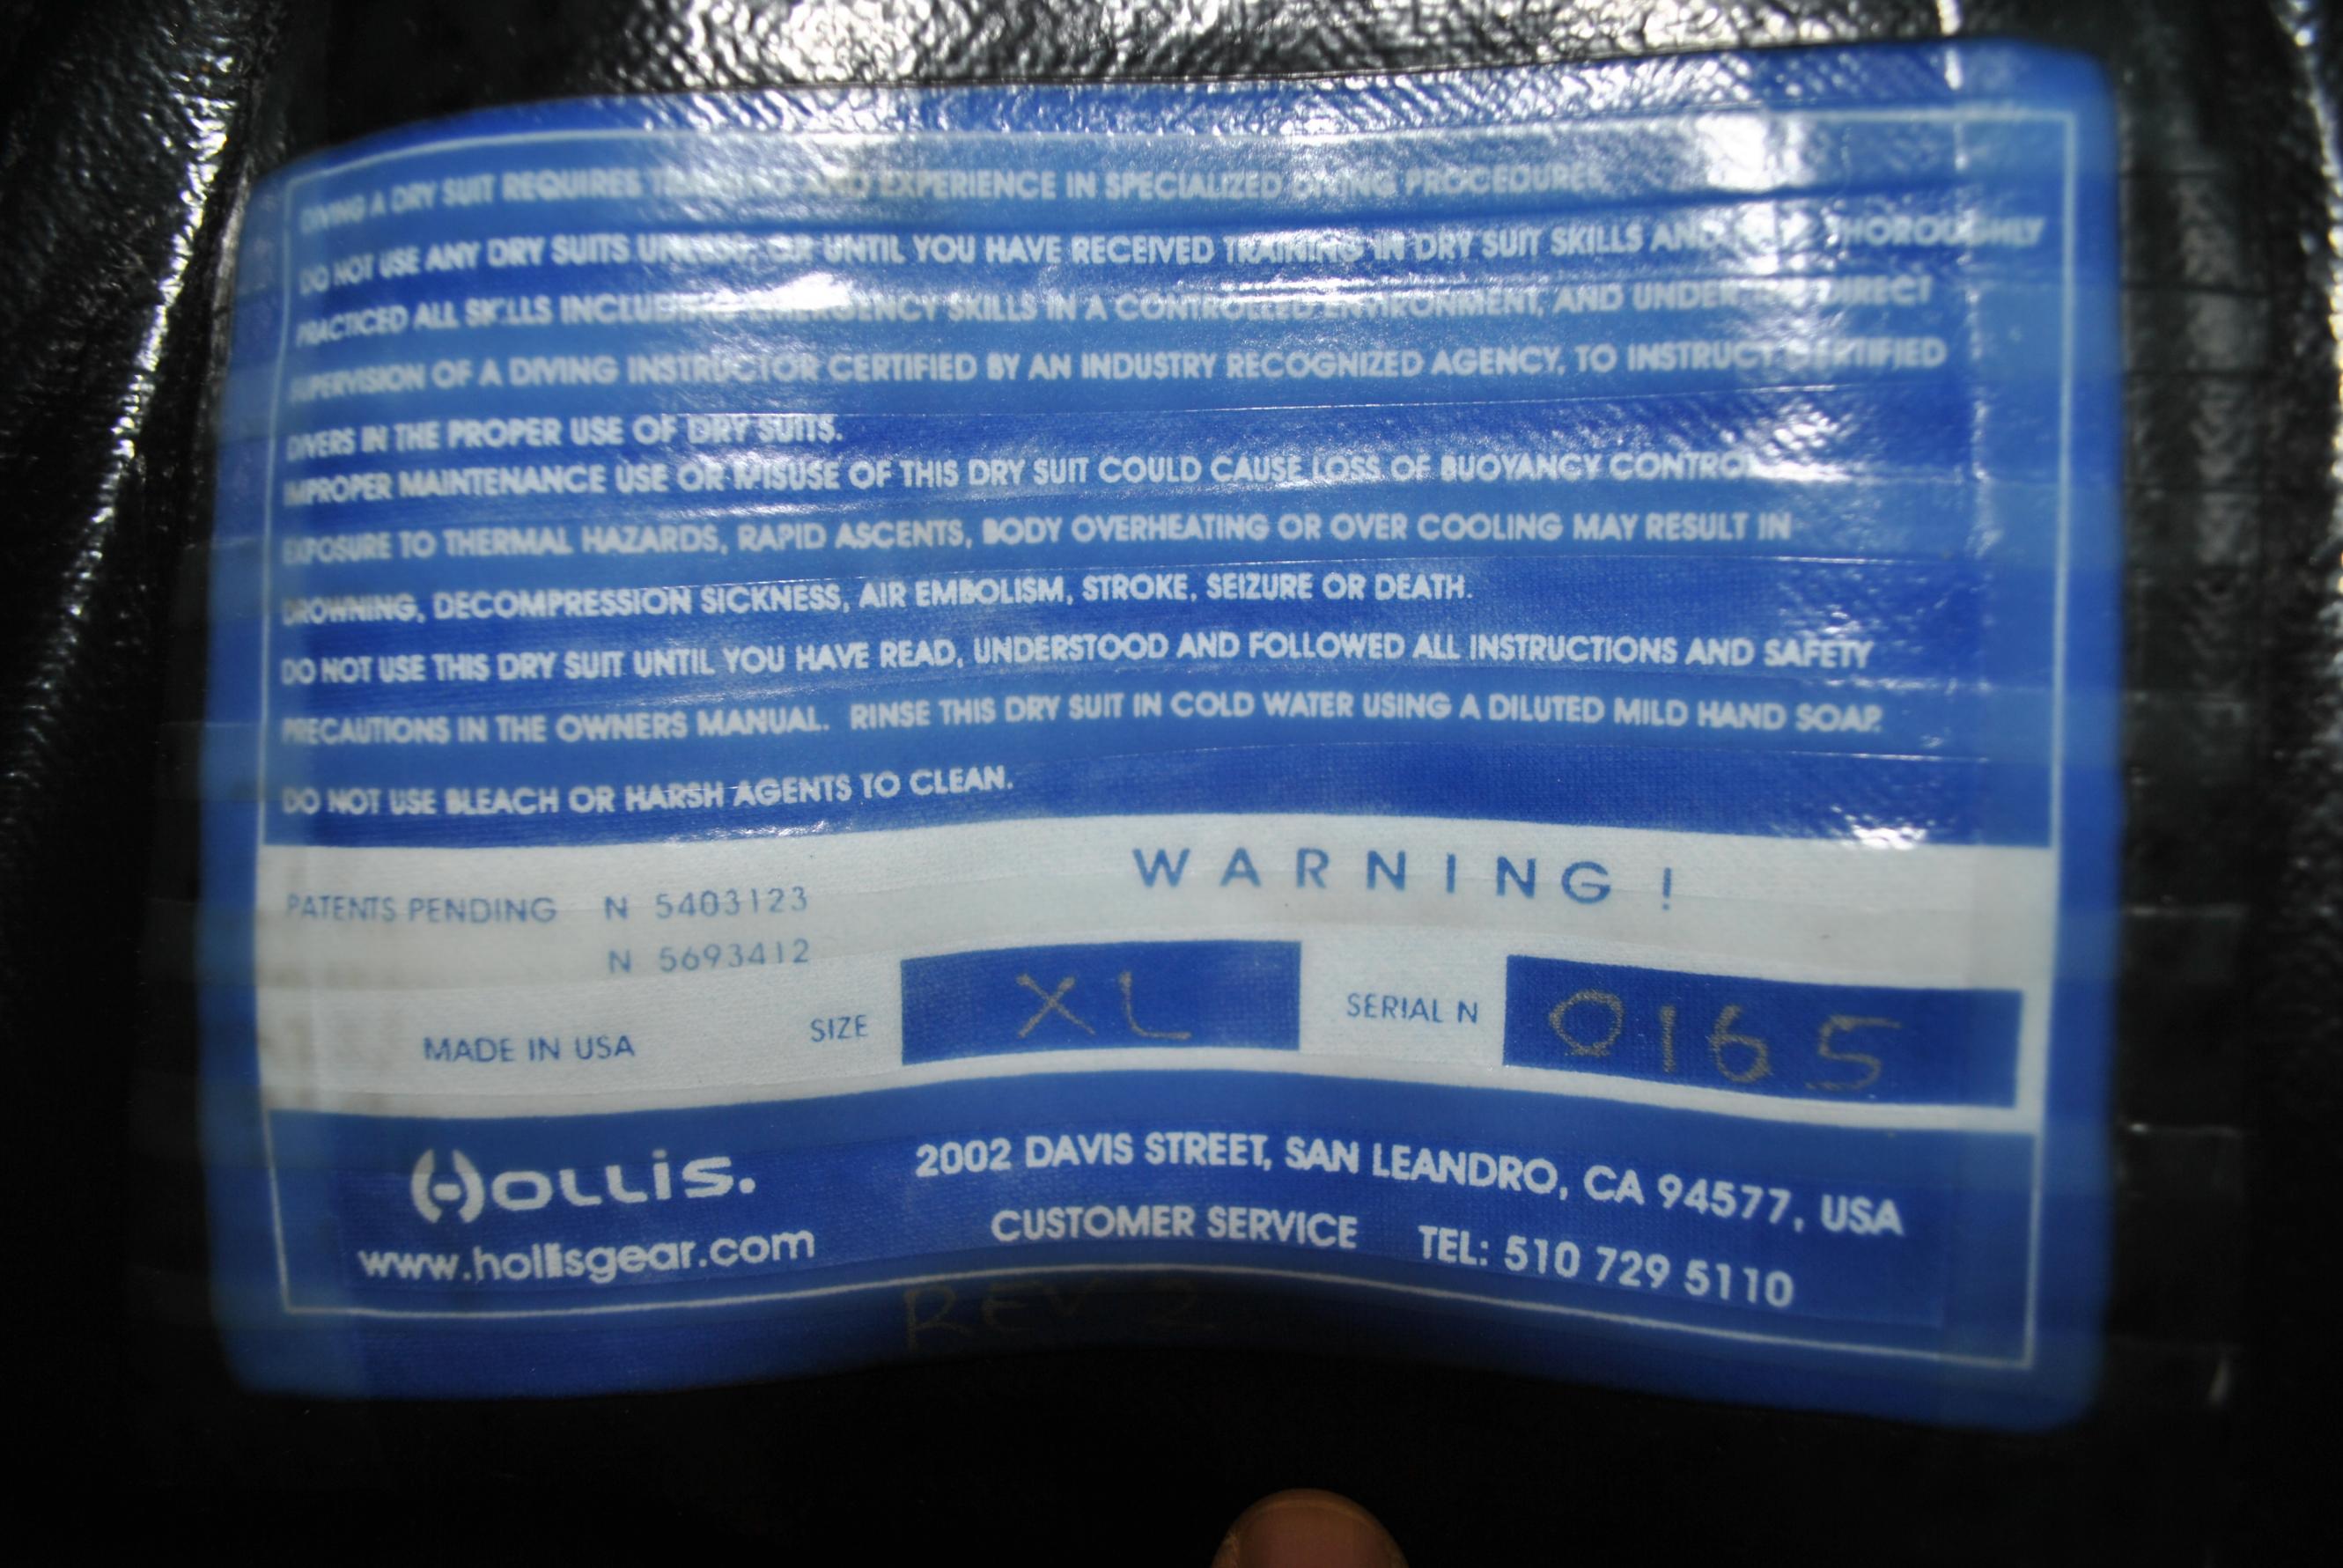 DIVING A DRY SUIT REQUIRES TRAINING AND EXPERIENCE IN SPECIALIZED DIVING PROCEDURES.
DO NOT USE ANY DRY SUITS UNLESS, OR UNTIL YOU HAVE RECEIVED TRAINING IN DRY SUIT SKILLS AND THOROUGHLY
PRACTICED ALL SKILLS INCLUDING EMERGENCY SKILLS IN A CONTROLLED ENVIRONMENT, AND UNDER THE DIRECT
SUPERVISION OF A DIVING INSTRUCTOR CERTIFIED BY AN INDUSTRY RECOGNIZED AGENCY, TO INSTRUCT CERTIFIED
DIVERS IN THE PROPER USE OF DRY SUITS.
IMPROPER MAINTENANCE USE OR MISUSE OF THIS DRY SUIT COULD CAUSE LOSS OF BUOYANCY CONTROL
EXPOSURE TO THERMAL HAZARDS, RAPID ASCENTS, BODY OVERHEATING OR OVER COOLING MAY RESULT IN
DROWNING, DECOMPRESSION SICKNESS, AIR EMBOLISM, STROKE, SEIZURE OR DEATH.
DO NOT USE THIS DRY SUIT UNTIL YOU HAVE READ, UNDERSTOOD AND FOLLOWED ALL INSTRUCTIONS AND SAFETY
PRECAUTIONS IN THE OWNERS MANUAL. RINSE THIS DRY SUIT IN COLD WATER USING A DILUTED MILD HAND SOAP.
DO NOT USE BLEACH OR HARSH AGENTS TO CLEAN.
WARNING!
PATENTS PENDING N 5403123
N 5693412
MADE IN USA SIZE XL SERIAL N 0165
HOLLIS.
www.hollisgear.com
2002 DAVIS STREET, SAN LEANDRO, CA 94577, USA
CUSTOMER SERVICE TEL: 510 729 5110
REV 2